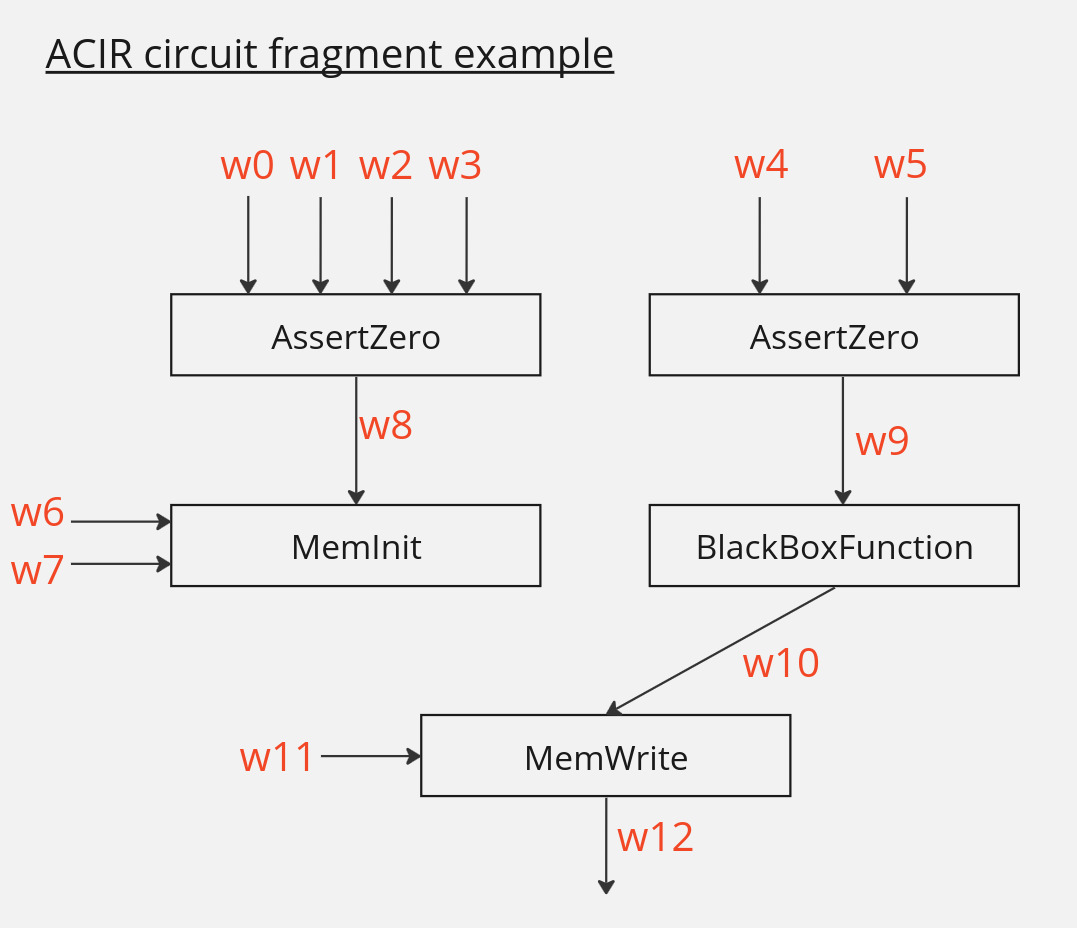 ACIR circuit fragment example
w0 w1 w2 w3
w4 w5
AssertZero
AssertZero
w8
w9
w6
w7
MemInit
BlackBoxFunction
w10
w11
MemWrite
w12